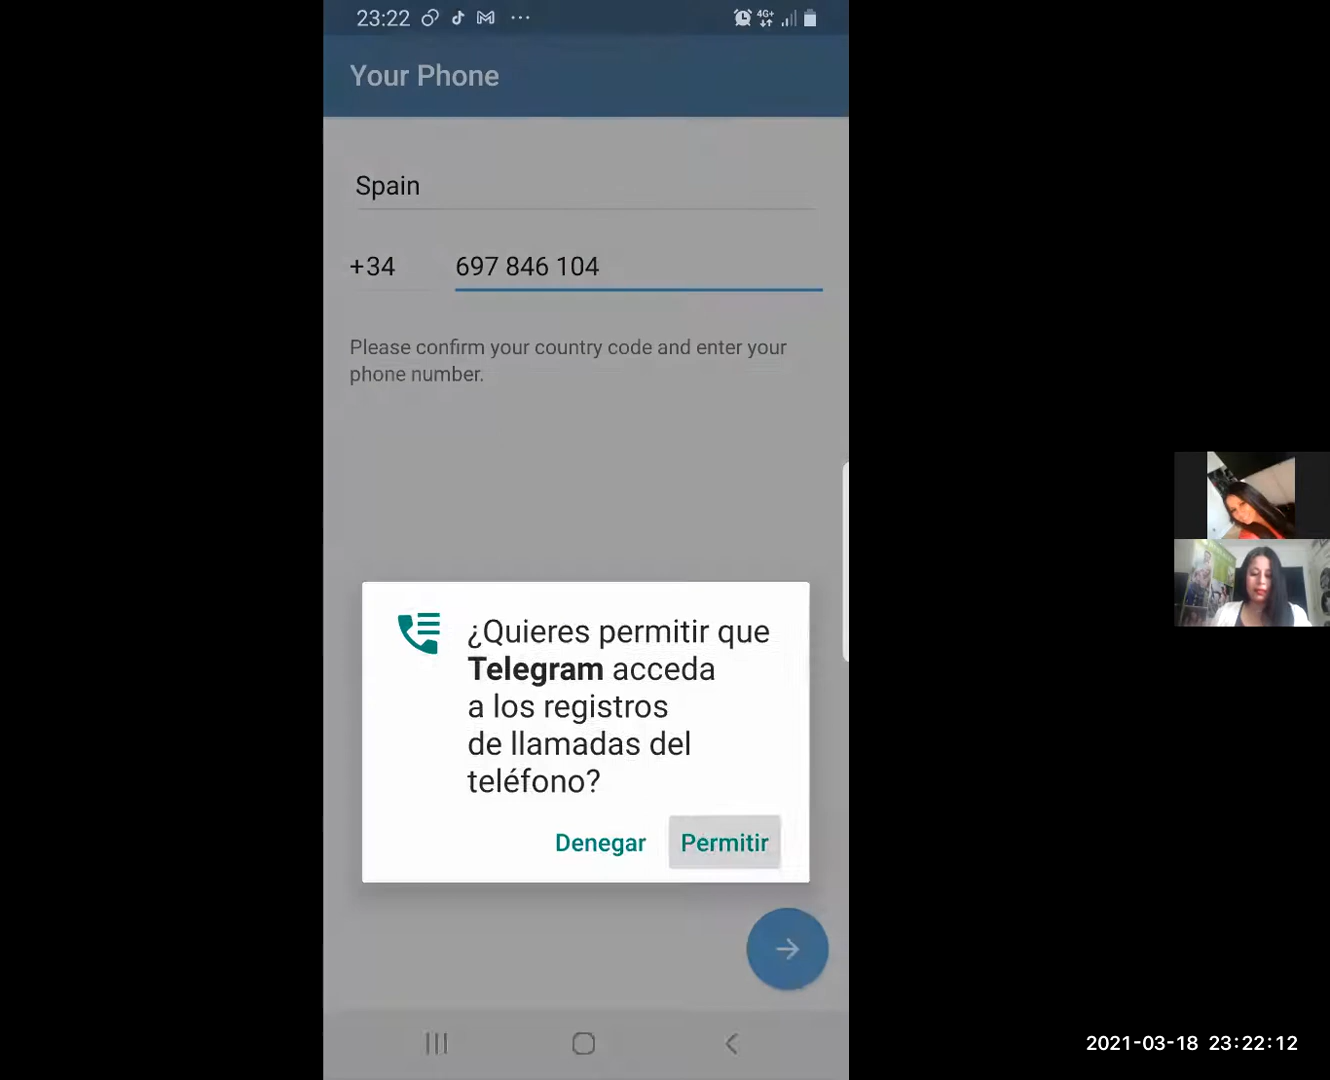 23:22
4G+
Your Phone
Spain
+34 697 846 104
Please confirm your country code and enter your
phone number.
¿Quieres permitir que
Telegram acceda
a los registros
de llamadas del
teléfono?
Denegar Permitir
2021-03-18 23:22:12